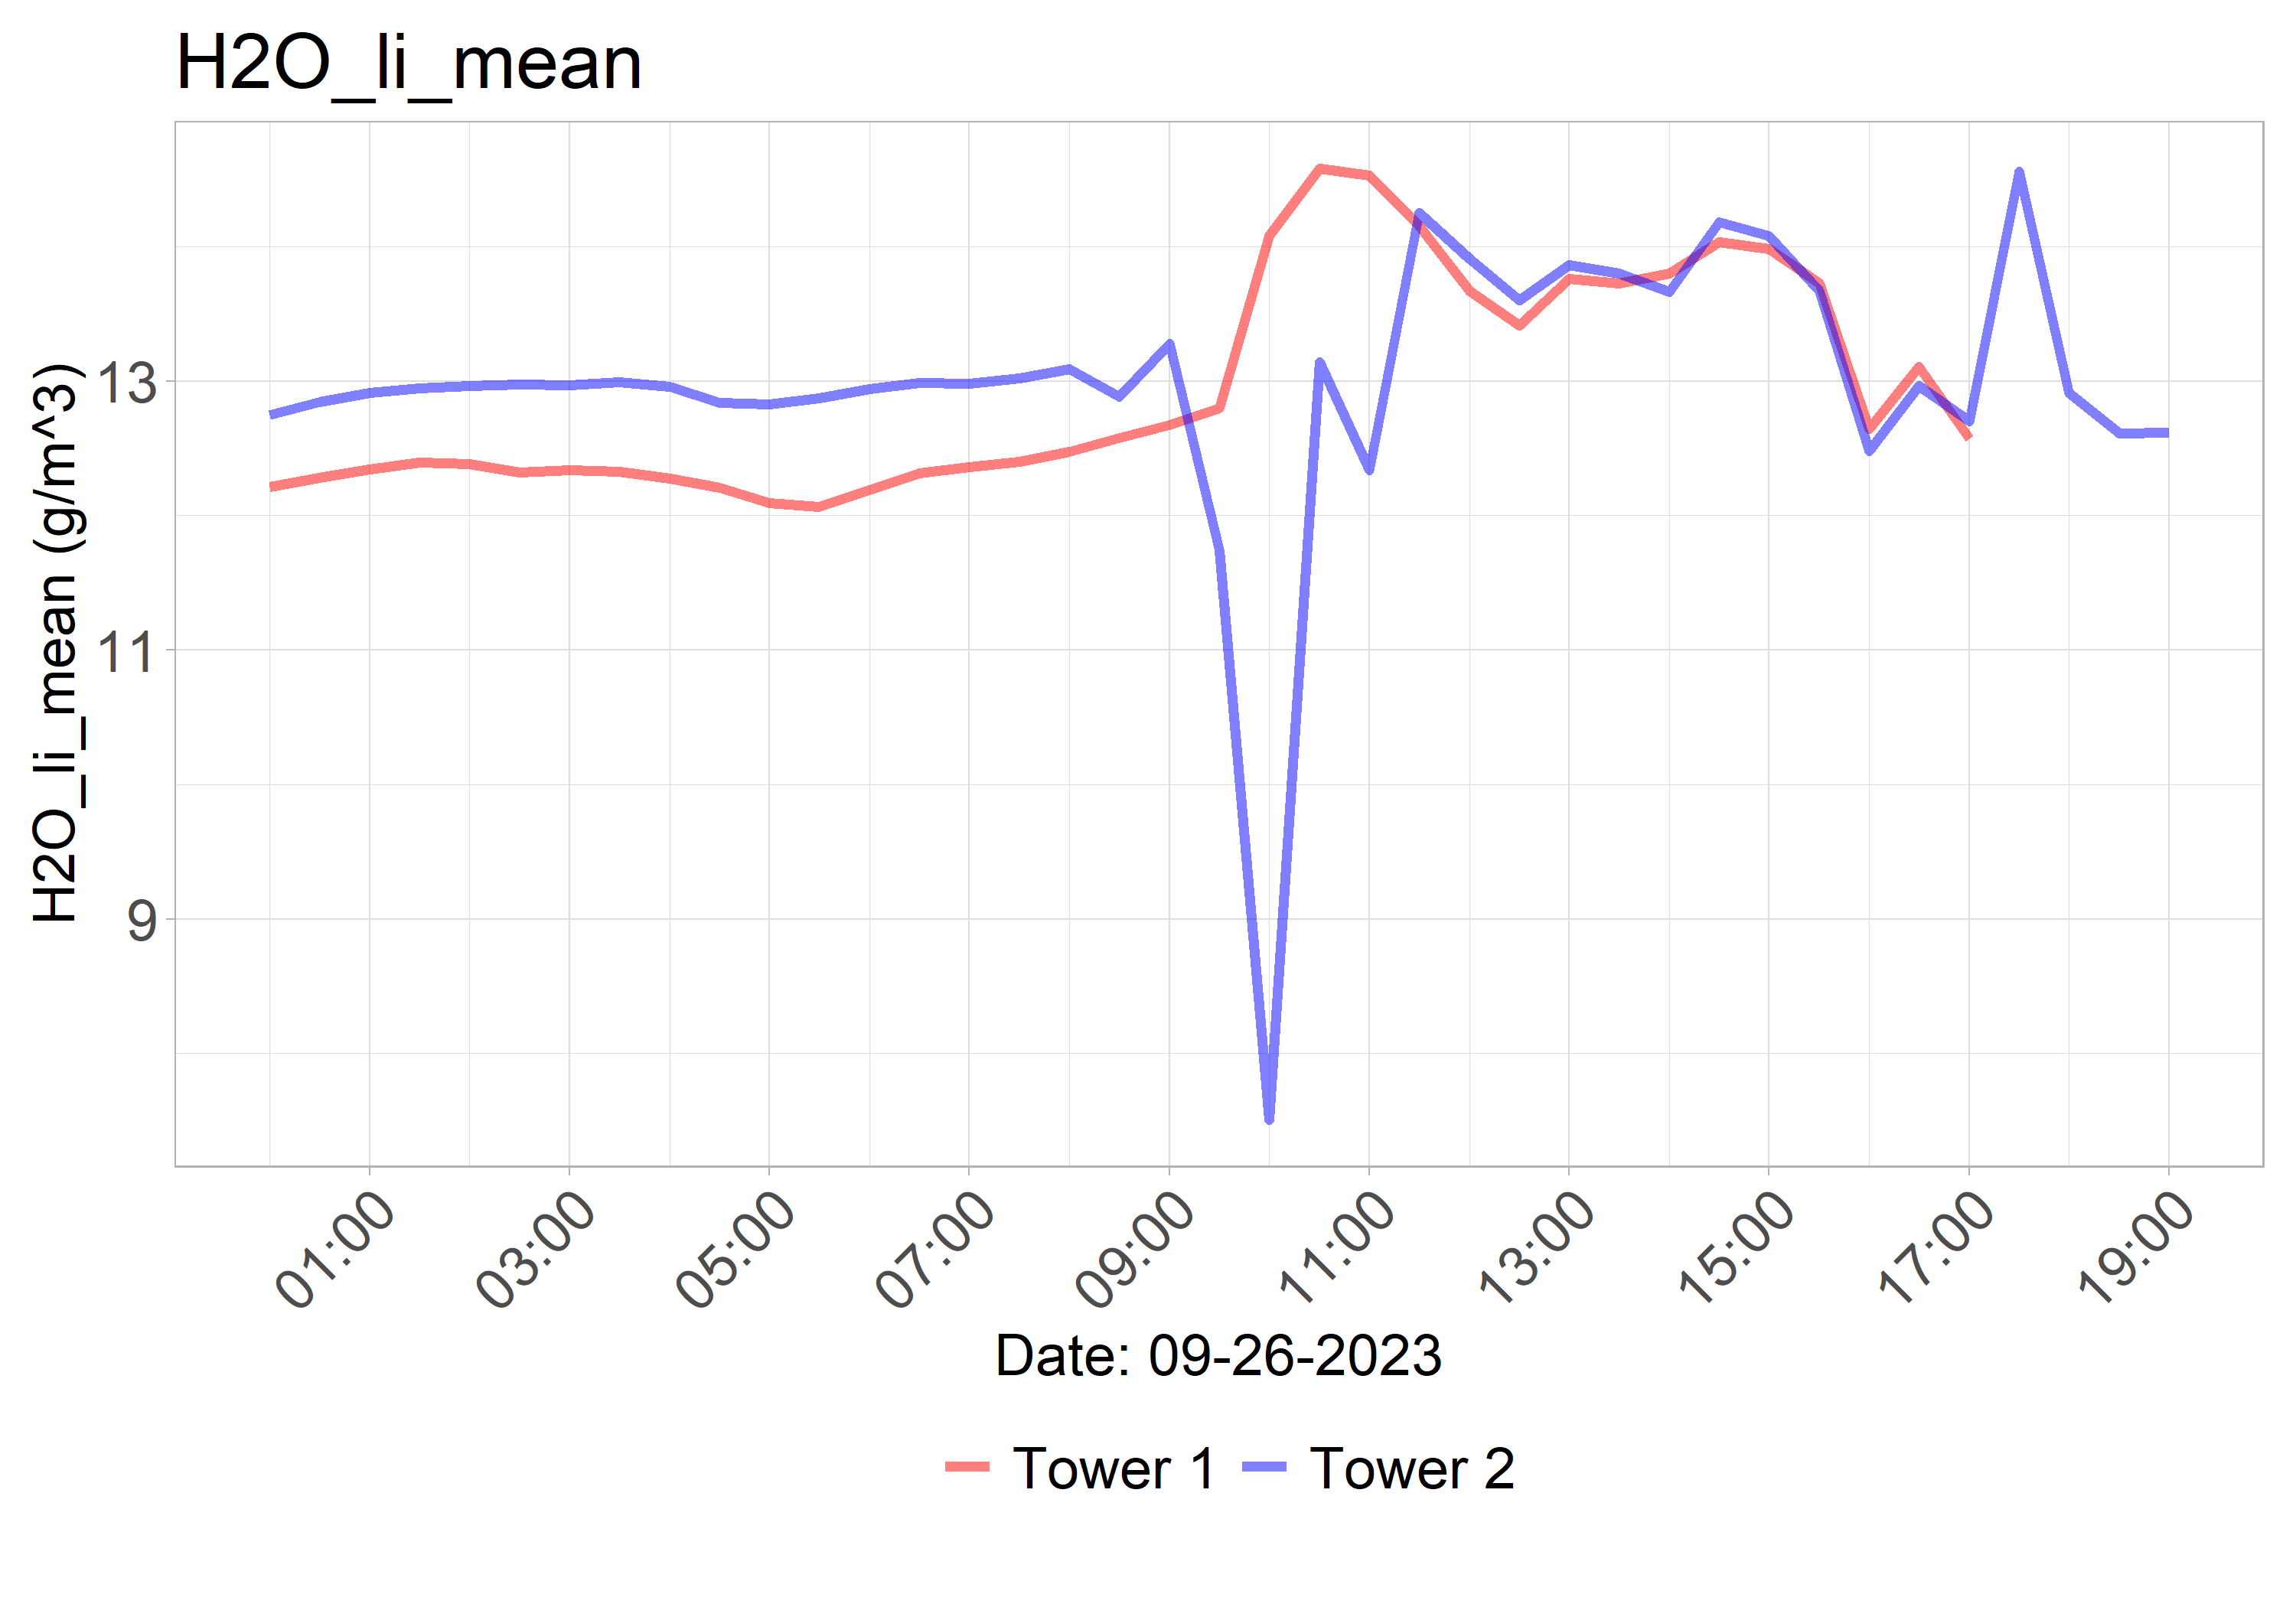 H2O_li_mean
H2O_li_mean (g/m^3)
13
11
9
01:00 03:00 05:00 07:00 09:00 11:00 13:00 15:00 17:00 19:00
Date: 09-26-2023
Tower 1 Tower 2